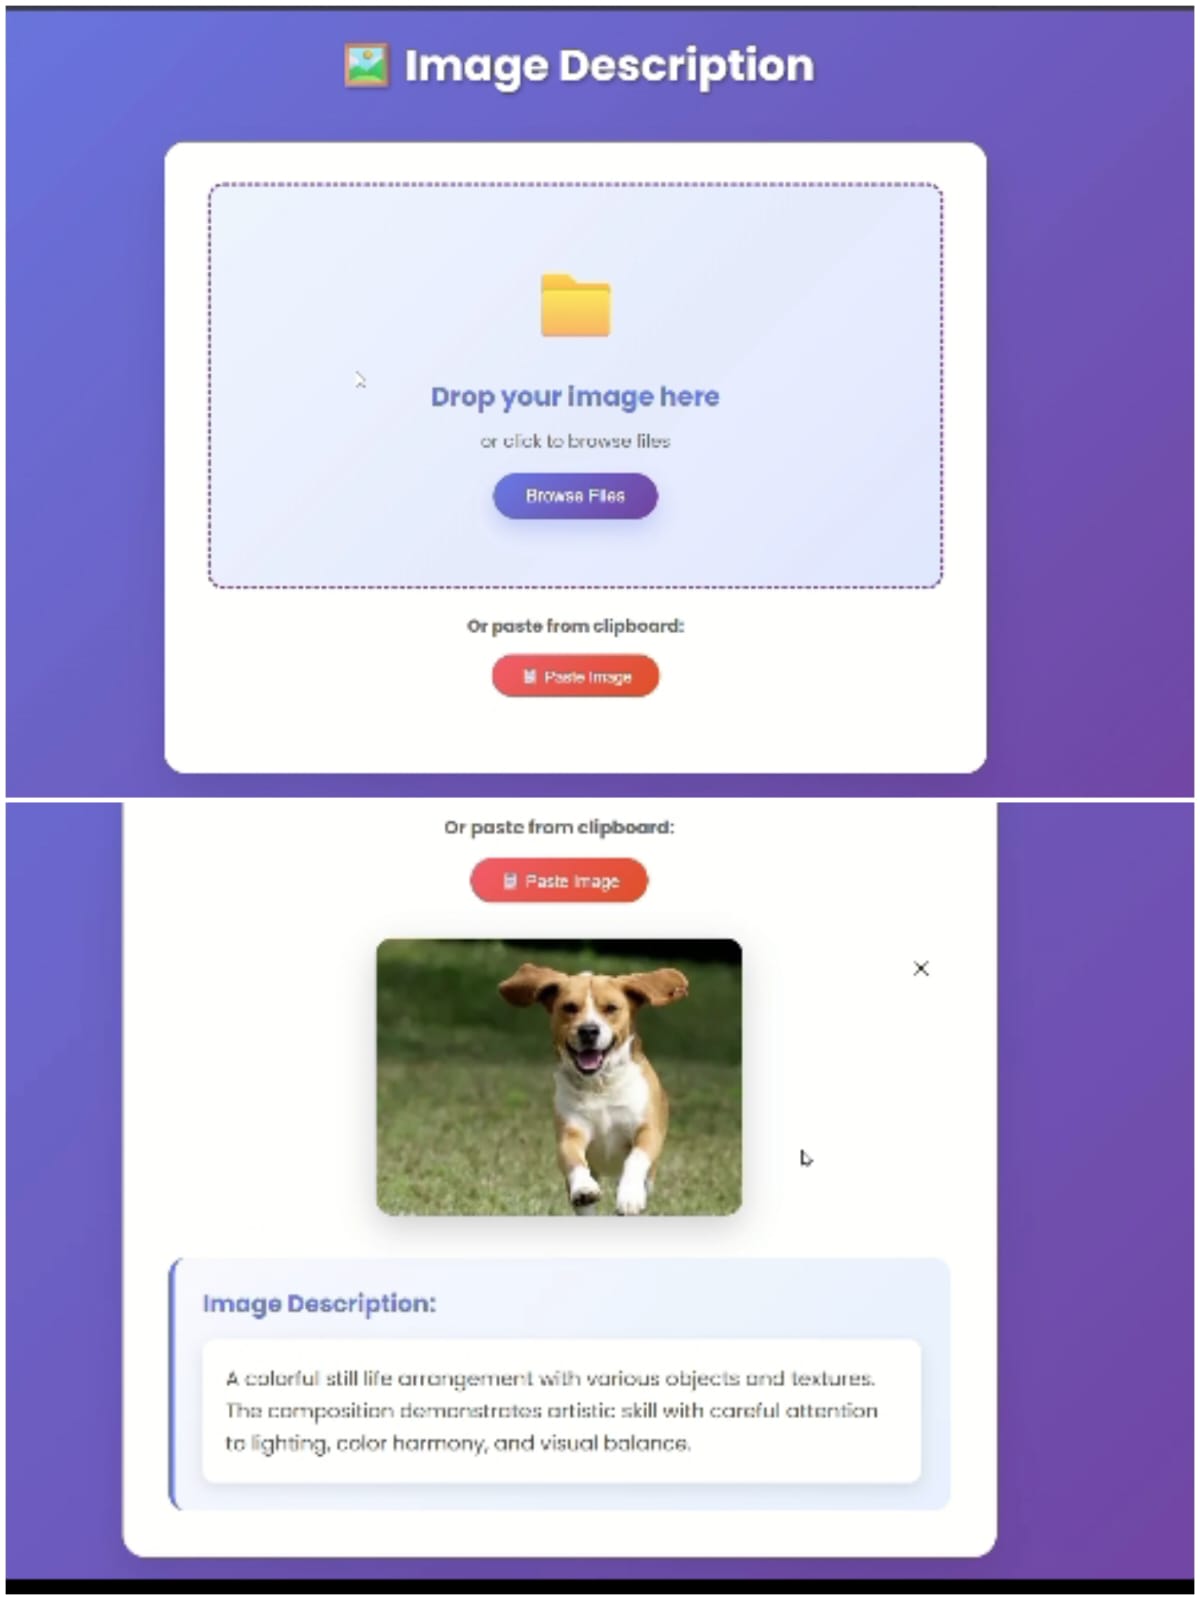 Image Description
Drop your image here
or click to browse files
Browse Files
Or paste from clipboard:
Paste Image
Or paste from clipboard:
Paste Image
Image Description:
A colorful still life arrangement with various objects and textures.
The composition demonstrates artistic skill with careful attention
to lighting, color harmony, and visual balance.